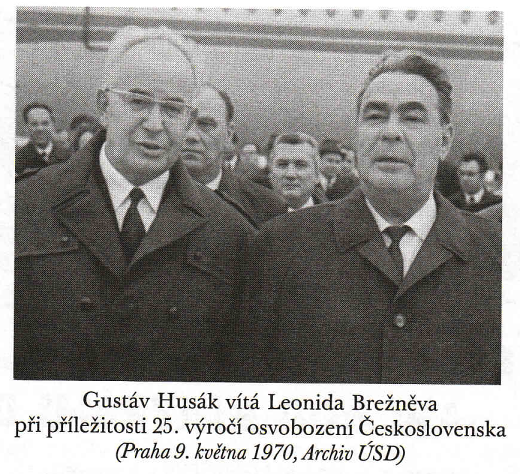 Gustáv Husák vítá Leonida Brežněva
při příležitosti 25. výročí osvobození Československa
(Praha 9. května 1970, Archiv ÚSD)